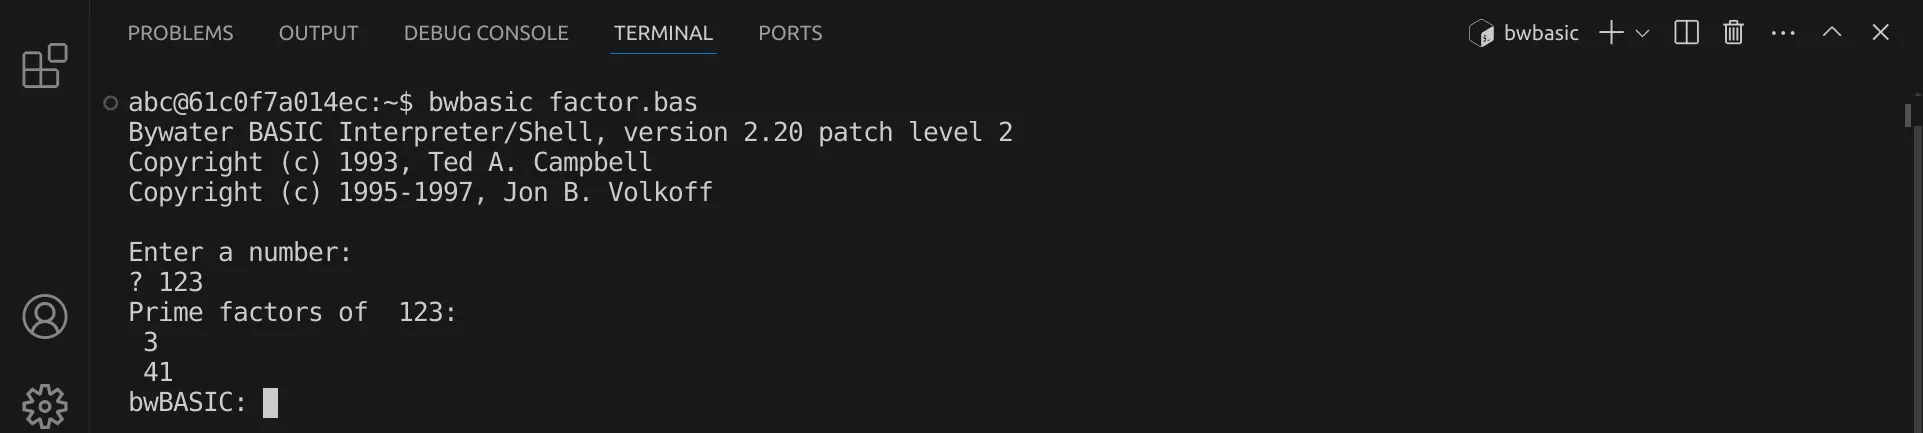 PROBLEMS OUTPUT DEBUG CONSOLE TERMINAL PORTS bwbasic
abc@61c0f7a014ec:~$ bwbasic factor.bas
Bywater BASIC Interpreter/Shell, version 2.20 patch level 2
Copyright (c) 1993, Ted A. Campbell
Copyright (c) 1995-1997, Jon B. Volkoff
Enter a number:
? 123
Prime factors of  123:
3
41
bwBASIC: